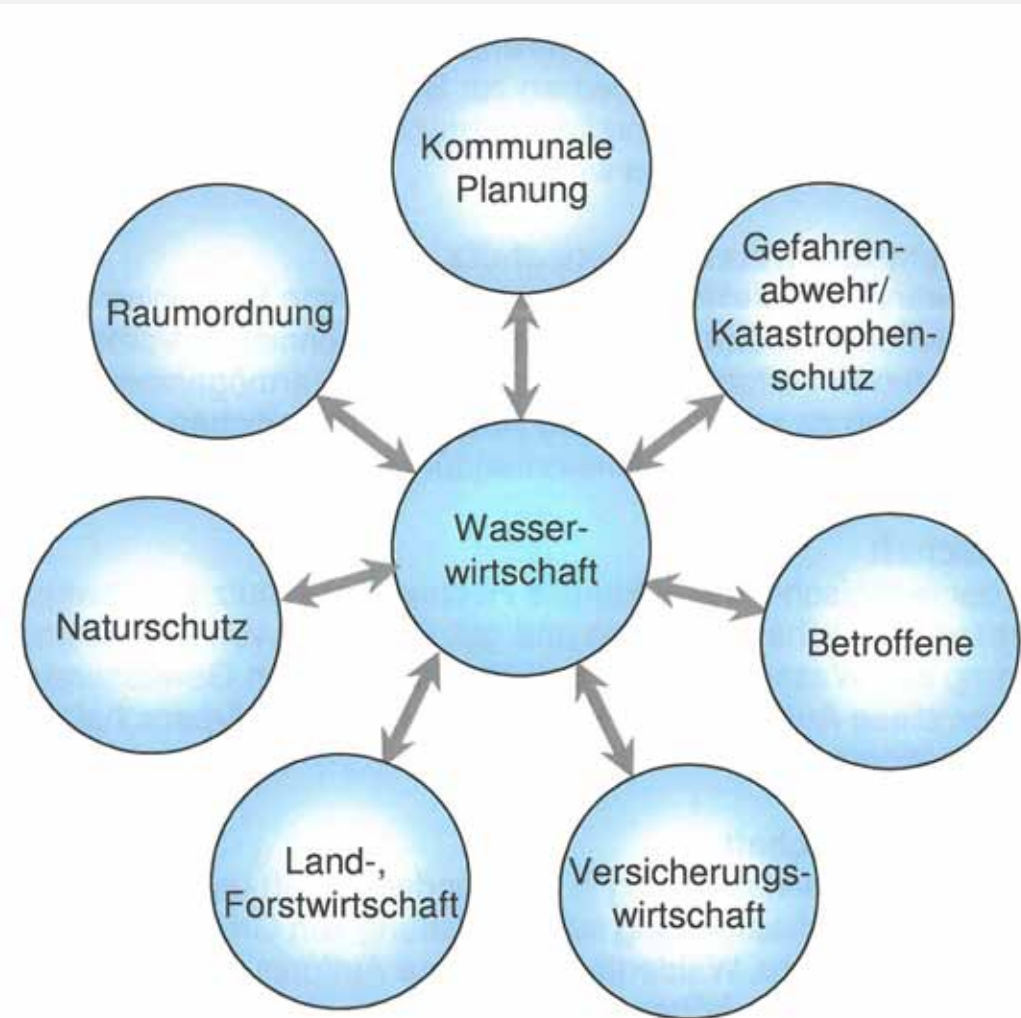 Kommunale
Planung
Gefahren-
abwehr/
Katastrophen-
schutz
Raumordnung
Wasser-
wirtschaft
Naturschutz
Betroffene
Land-,
Forstwirtschaft
Versicherungs-
wirtschaft